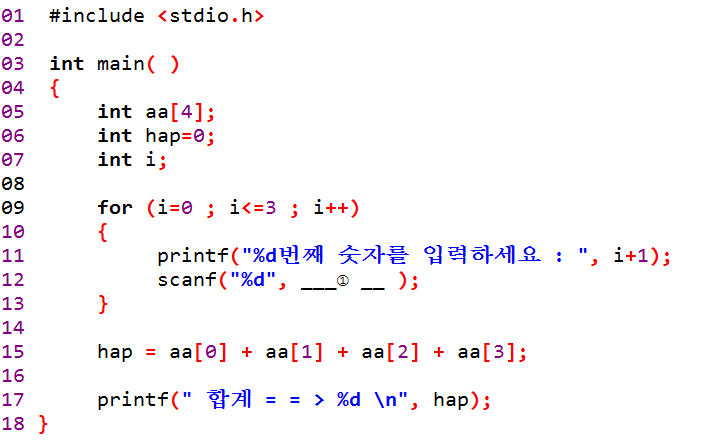 01 #include <stdio.h>
02
03 int main( )
04 {
05 int aa[4];
06 int hap=0;
07 int i;
08
09 for (i=0 ; i<=3 ; i++)
10 {
11 printf("%d번째 숫자를 입력하세요 : ", i+1);
12 scanf("%d", ___① __ );
13 }
14
15 hap = aa[0] + aa[1] + aa[2] + aa[3];
16
17 printf(" 합계 = = > %d \n", hap);
18 }